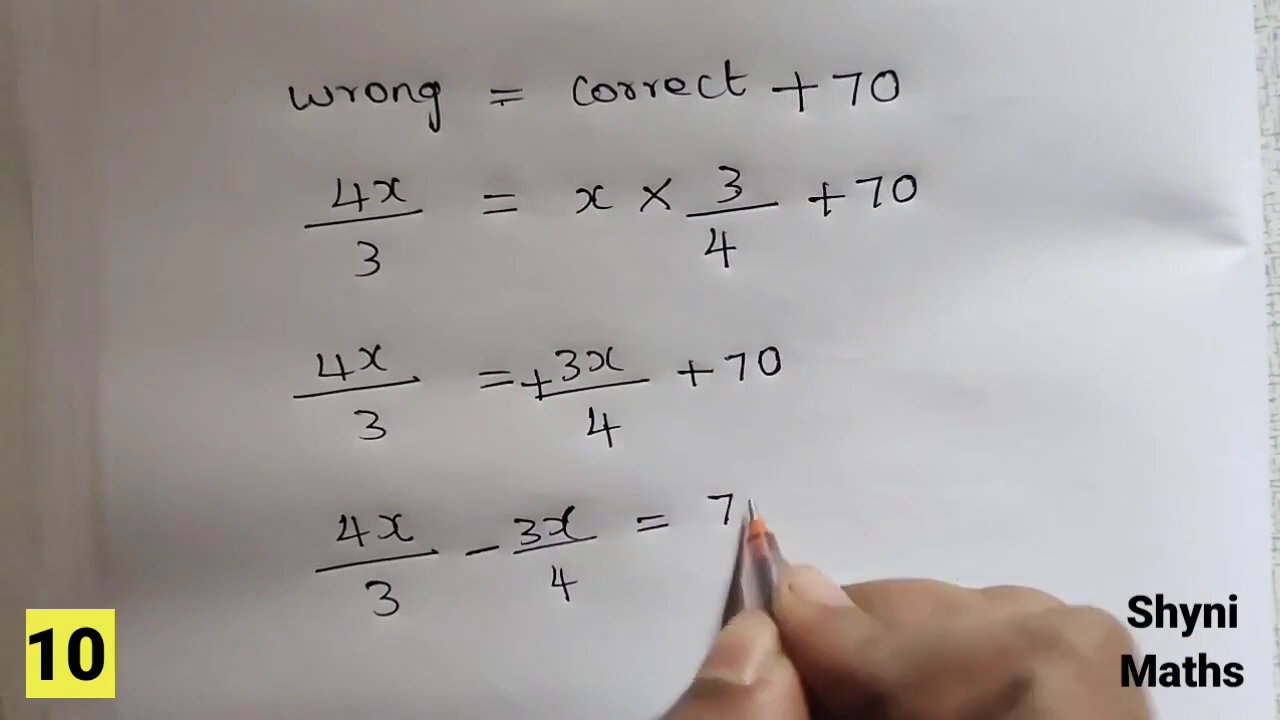 wrong = correct + 70
4x/3 = x × 3/4 + 70
4x/3 = +3x/4 + 70
4x/3 - 3x/4 = 7
10
Shyni
Maths